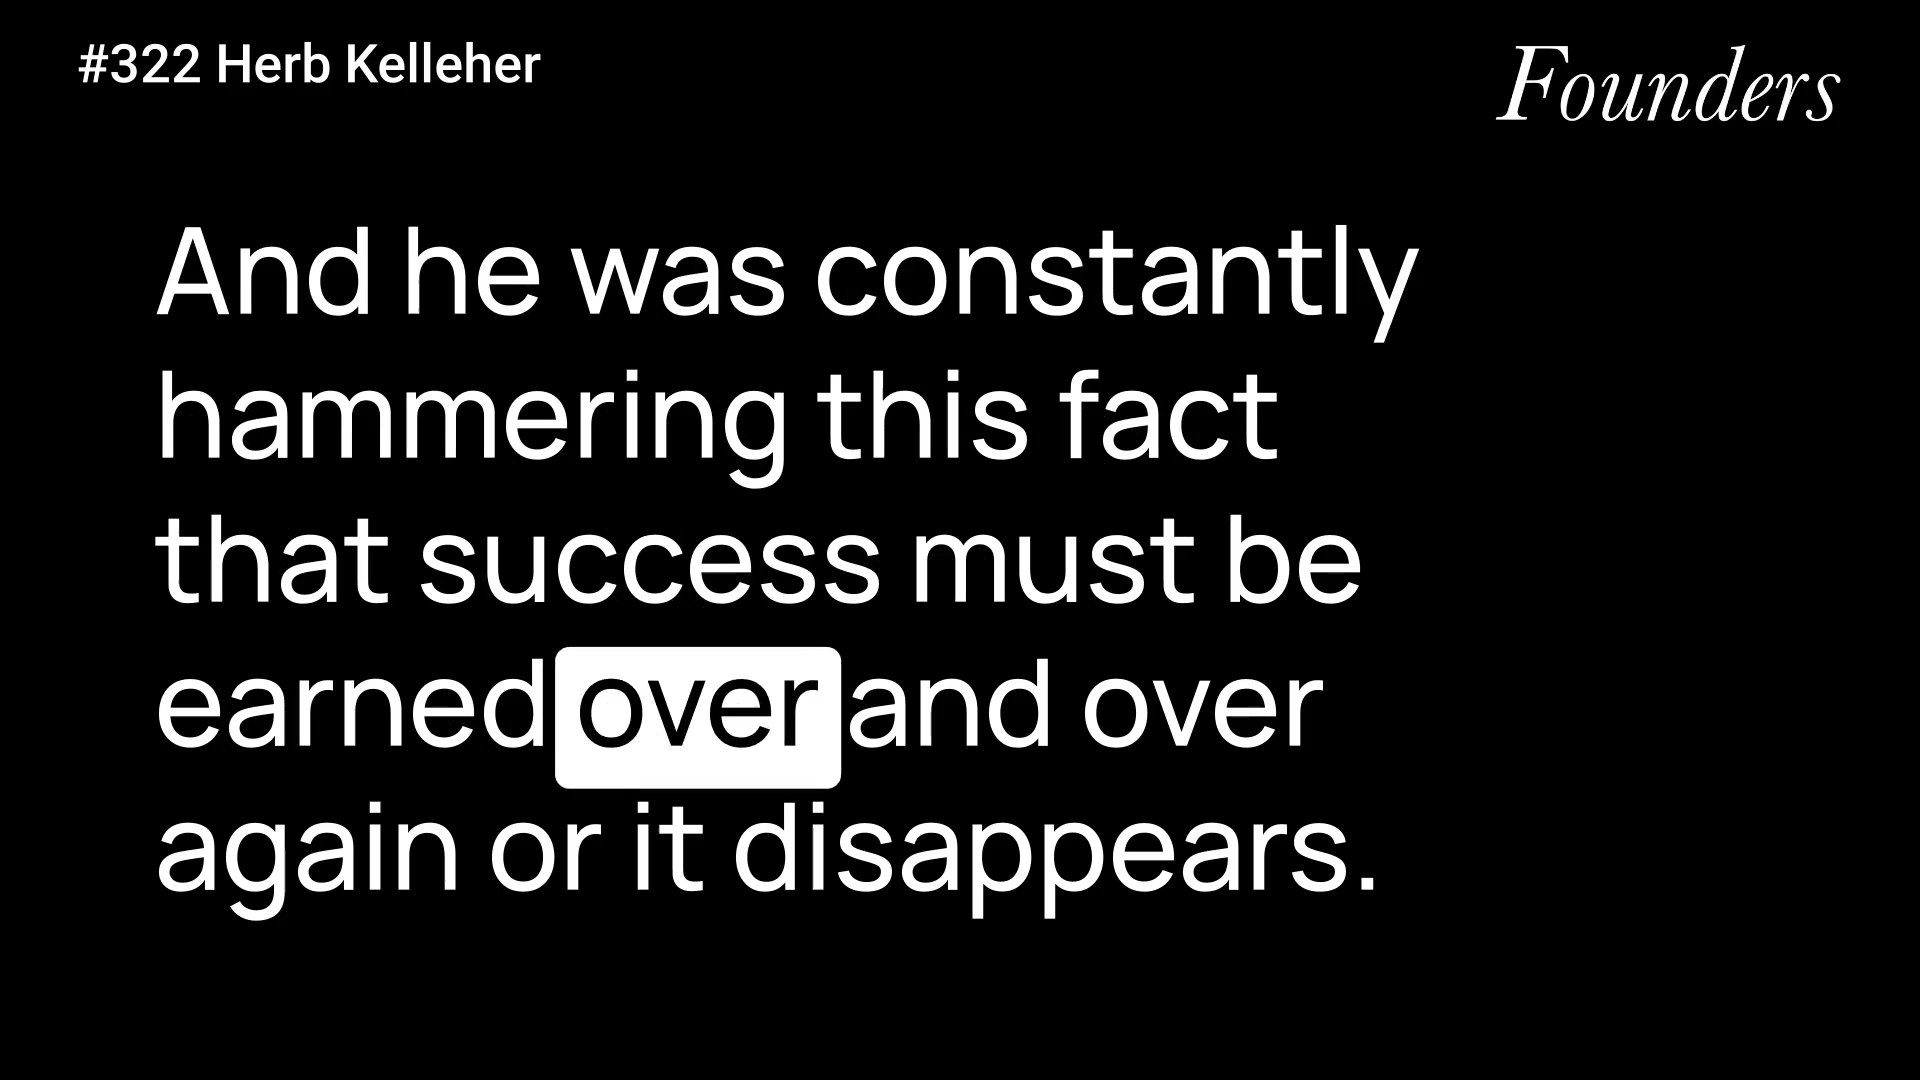 #322 Herb Kelleher
Founders
And he was constantly
hammering this fact
that success must be
earned over and over
again or it disappears.